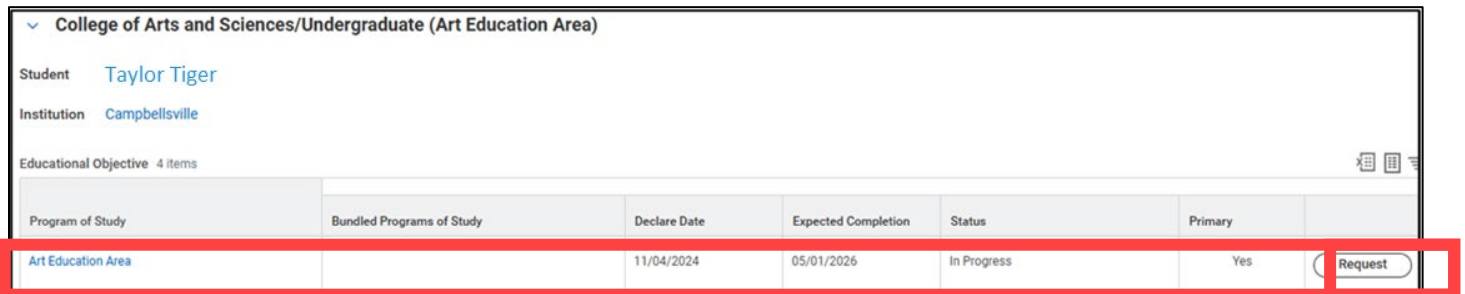 College of Arts and Sciences/Undergraduate (Art Education Area)
Student Taylor Tiger
Institution Campbellsville
Educational Objective 4 items
Program of Study Bundled Programs of Study Declare Date Expected Completion Status Primary
Art Education Area 11/04/2024 05/01/2026 In Progress Yes Request